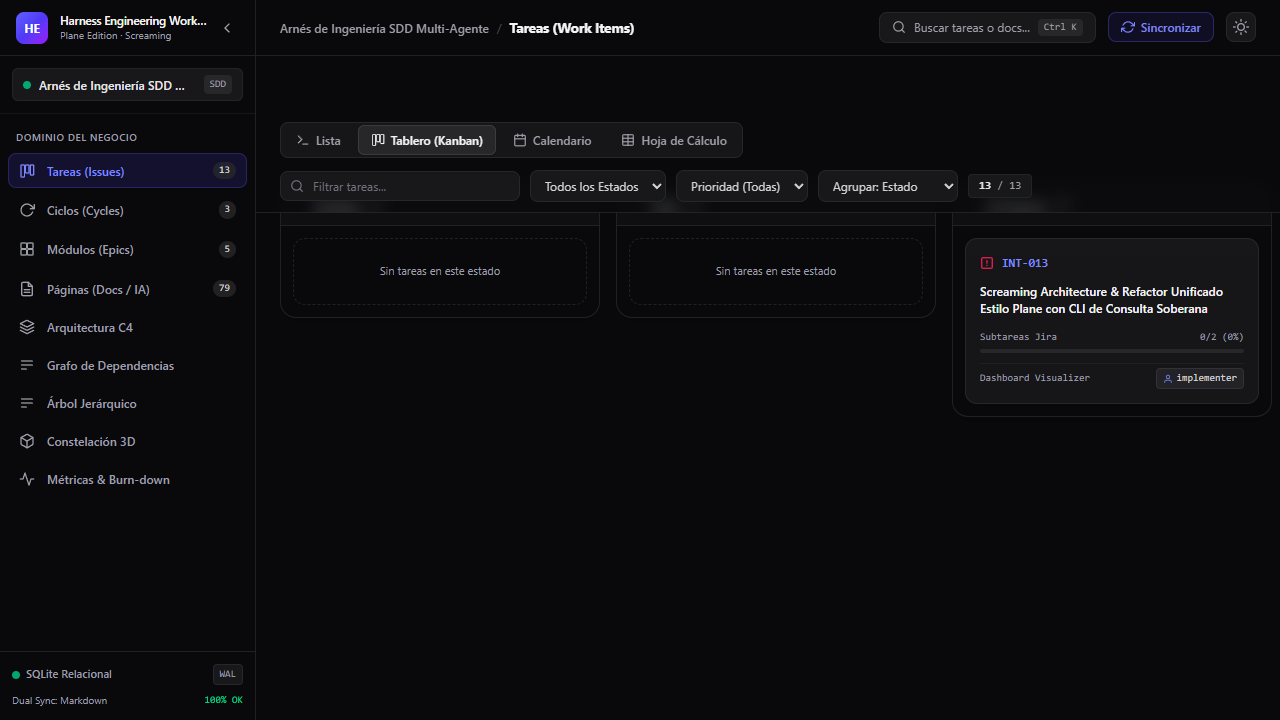 HE
Harness Engineering Work...
Plane Edition · Screaming
Arnés de Ingeniería SDD ...
SDD
DOMINIO DEL NEGOCIO
Tareas (Issues)
13
Ciclos (Cycles)
3
Módulos (Epics)
5
Páginas (Docs / IA)
79
Arquitectura C4
Grafo de Dependencias
Árbol Jerárquico
Constelación 3D
Métricas & Burn-down
SQLite Relacional
WAL
Dual Sync: Markdown
100% OK
Arnés de Ingeniería SDD Multi-Agente / Tareas (Work Items)
Buscar tareas o docs...
Ctrl K
Sincronizar
Lista
Tablero (Kanban)
Calendario
Hoja de Cálculo
Filtrar tareas...
Todos los Estados
Prioridad (Todas)
Agrupar: Estado
13 / 13
Sin tareas en este estado
Sin tareas en este estado
INT-013
Screaming Architecture & Refactor Unificado
Estilo Plane con CLI de Consulta Soberana
Subtareas Jira
0/2 (0%)
Dashboard Visualizer
implementer